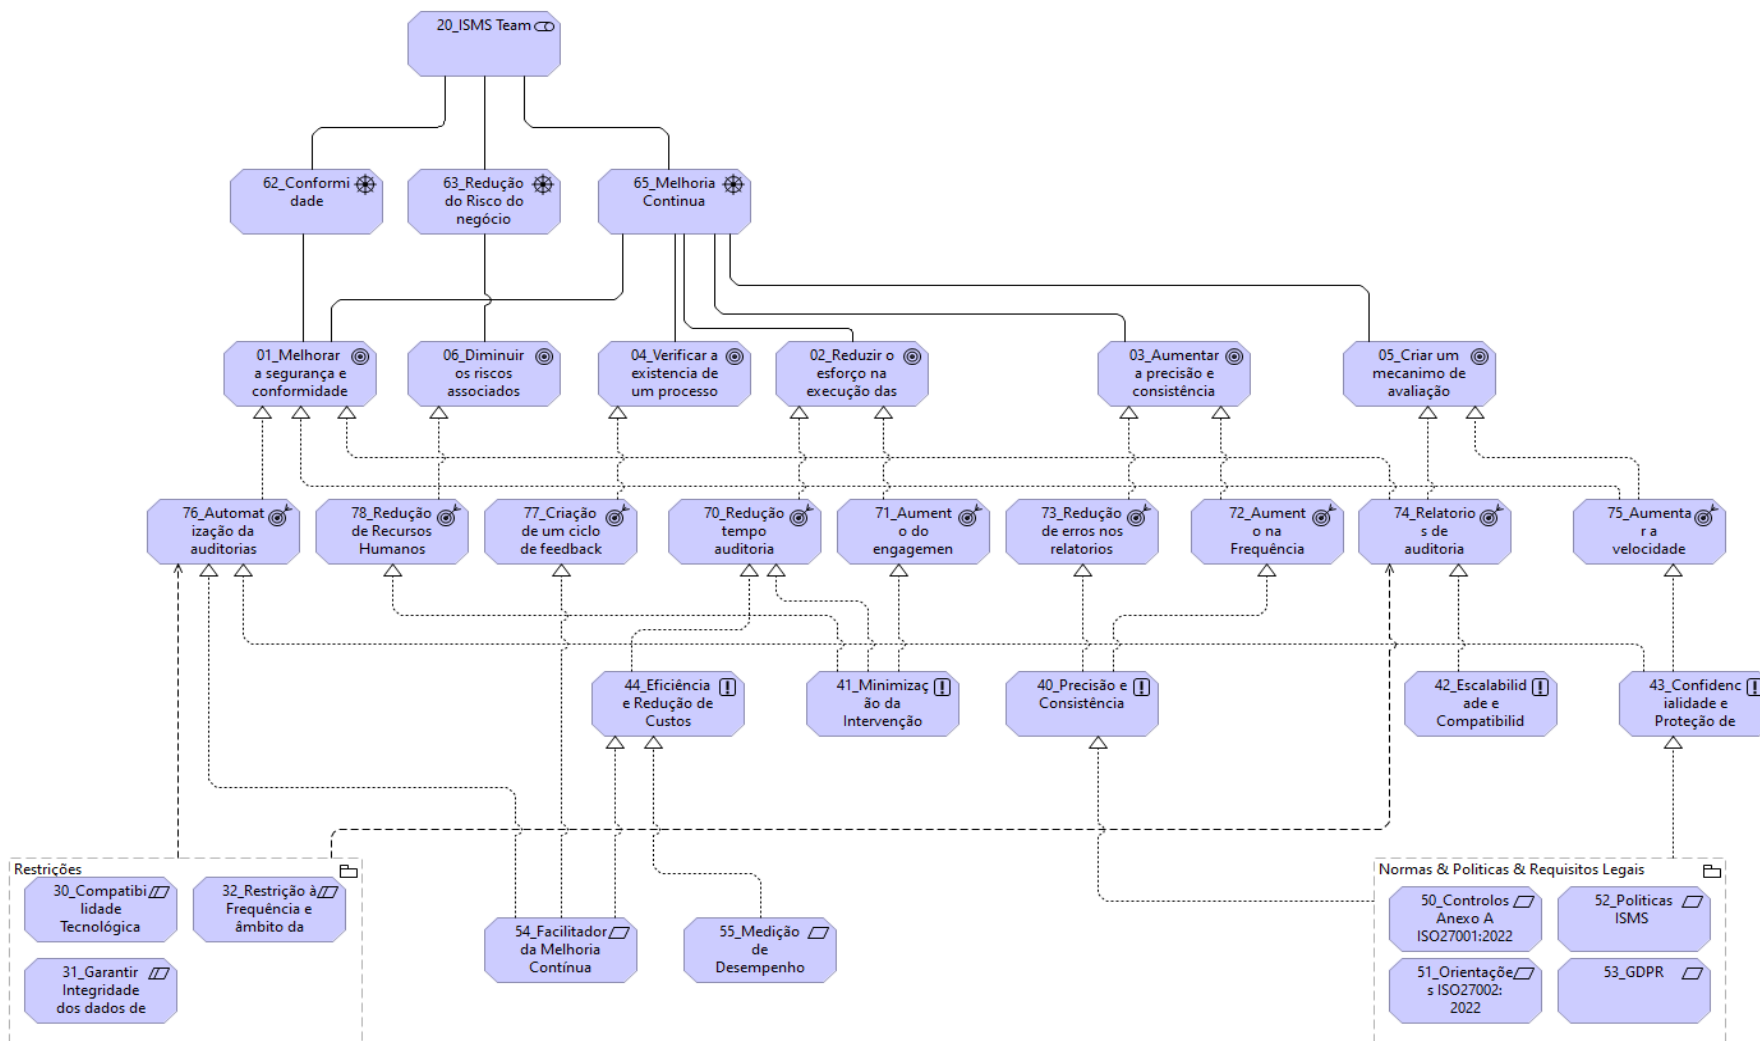 20_ISMS Team
62_Conformi
dade
63_Redução
do Risco do
negócio
65_Melhoria
Continua
01_Melhorar
a segurança e
conformidade
06_Diminuir
os riscos
associados
04_Verificar a
existencia de
um processo
02_Reduzir o
esforço na
execução das
03_Aumentar
a precisão e
consistência
05_Criar um
mecanimo de
avaliação
76_Automat
ização da
auditorias
78_Redução
de Recursos
Humanos
77_Criação
de um ciclo
de feedback
70_Redução
tempo
auditoria
71_Aument
o do
engagemen
73_Redução
de erros nos
relatorios
72_Aument
o na
Frequência
74_Relatorio
s de
auditoria
75_Aumenta
r a
velocidade
44_Eficiência
e Redução de
Custos
41_Minimizaç
ão da
Intervenção
40_Precisão e
Consistência
42_Escalabilid
ade e
Compatibilid
43_Confidenc
ialidade e
Proteção de
Restrições
30_Compatibi
lidade
Tecnológica
32_Restrição à
Frequência e
âmbito da
31_Garantir
Integridade
dos dados de
54_Facilitador
da Melhoria
Contínua
55_Medição
de
Desempenho
Normas & Politicas & Requisitos Legais
50_Controlos
Anexo A
ISO27001:2022
52_Politicas
ISMS
51_Orientaçõe
s ISO27002:
2022
53_GDPR